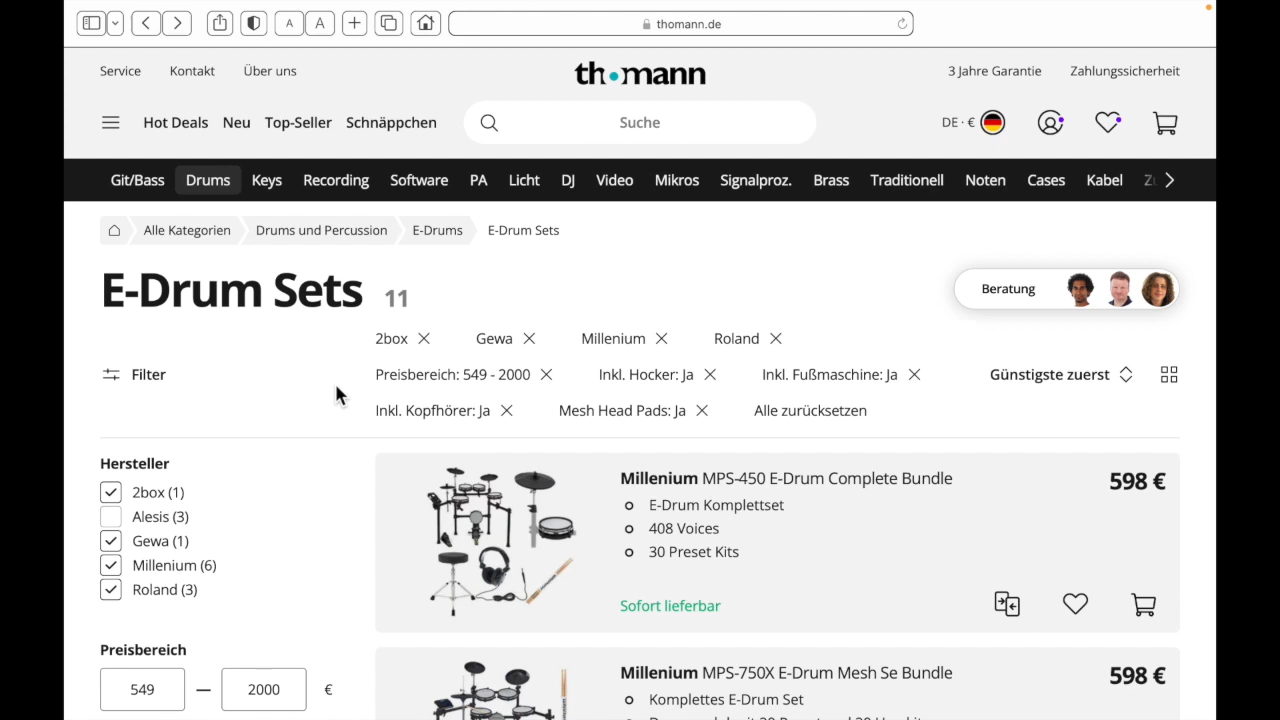 A A thomann.de
Service Kontakt Über uns th•mann 3 Jahre Garantie Zahlungssicherheit
Hot Deals Neu Top-Seller Schnäppchen Suche DE · €
Git/Bass Drums Keys Recording Software PA Licht DJ Video Mikros Signalproz. Brass Traditionell Noten Cases Kabel
Alle Kategorien Drums und Percussion E-Drums E-Drum Sets
E-Drum Sets 11 Beratung
2box Gewa Millenium Roland
Filter Preisbereich: 549 - 2000 Inkl. Hocker: Ja Inkl. Fußmaschine: Ja Günstigste zuerst
Inkl. Kopfhörer: Ja Mesh Head Pads: Ja Alle zurücksetzen
Hersteller
2box (1)
Alesis (3)
Gewa (1)
Millenium (6)
Roland (3)
Preisbereich
549 — 2000 €
Millenium MPS-450 E-Drum Complete Bundle 598 €
E-Drum Komplettset
408 Voices
30 Preset Kits
Sofort lieferbar
Millenium MPS-750X E-Drum Mesh Se Bundle 598 €
Komplettes E-Drum Set